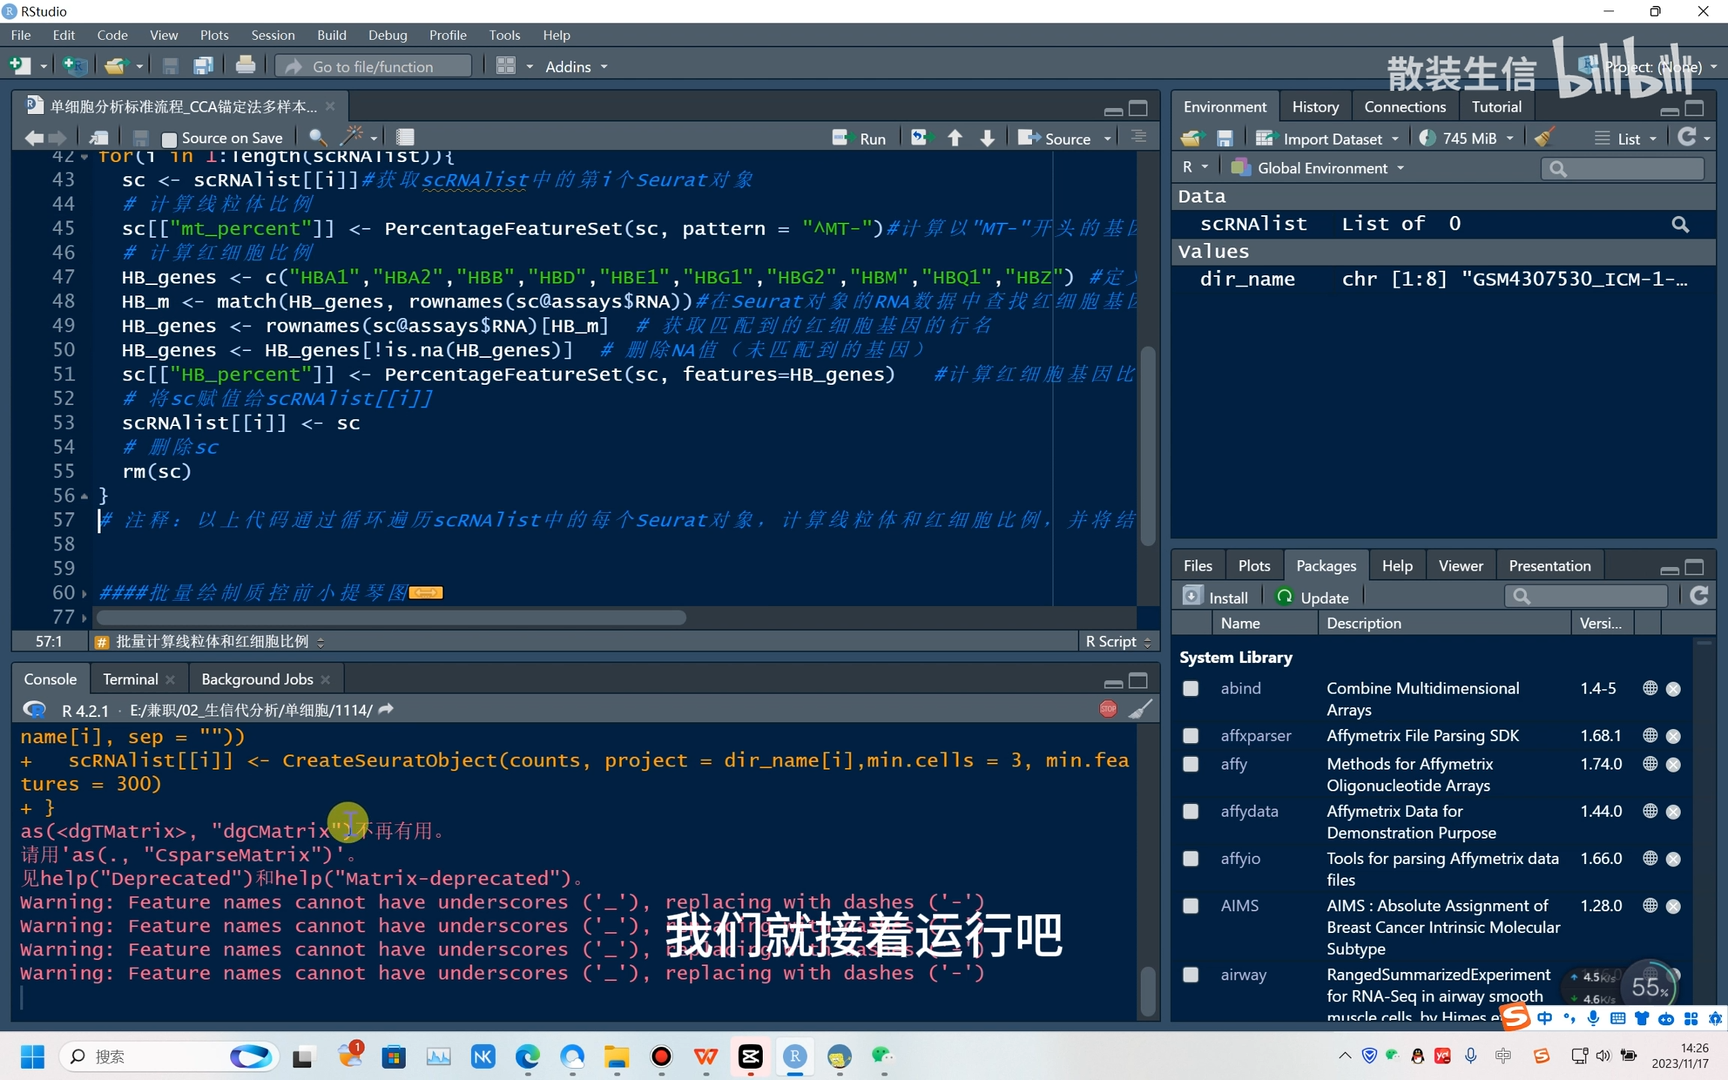 RStudio
File Edit Code View Plots Session Build Debug Profile Tools Help
Go to file/function Addins
散装生信 bilibili
Project: (None)
单细胞分析标准流程_CCA锚定法多样本...
Source on Save Run Source
42 for(i in 1:length(scRNAlist)){
43 sc <- scRNAlist[[i]]#获取scRNAlist中的第i个Seurat对象
44 # 计算线粒体比例
45 sc[["mt_percent"]] <- PercentageFeatureSet(sc, pattern = "^MT-")#计算以"MT-"开头的基因
46 # 计算红细胞比例
47 HB_genes <- c("HBA1","HBA2","HBB","HBD","HBE1","HBG1","HBG2","HBM","HBQ1","HBZ") #定义
48 HB_m <- match(HB_genes, rownames(sc@assays$RNA))#在Seurat对象的RNA数据中查找红细胞基因
49 HB_genes <- rownames(sc@assays$RNA)[HB_m] # 获取匹配到的红细胞基因的行名
50 HB_genes <- HB_genes[!is.na(HB_genes)] # 删除NA值（未匹配到的基因）
51 sc[["HB_percent"]] <- PercentageFeatureSet(sc, features=HB_genes) #计算红细胞基因比
52 # 将sc赋值给scRNAlist[[i]]
53 scRNAlist[[i]] <- sc
54 # 删除sc
55 rm(sc)
56 }
57 # 注释：以上代码通过循环遍历scRNAlist中的每个Seurat对象，计算线粒体和红细胞比例，并将结
58
59
60 ####批量绘制质控前小提琴图
77
57:1 # 批量计算线粒体和红细胞比例 R Script
Console Terminal Background Jobs
R 4.2.1 · E:/兼职/02_生信代分析/单细胞/1114/
name[i], sep = ""))
+ scRNAlist[[i]] <- CreateSeuratObject(counts, project = dir_name[i],min.cells = 3, min.fea
tures = 300)
+ }
as(<dgTMatrix>, "dgCMatrix")不再有用。
请用'as(., "CsparseMatrix")'。
见help("Deprecated")和help("Matrix-deprecated")。
Warning: Feature names cannot have underscores ('_'), replacing with dashes ('-')
Warning: Feature names cannot have underscores ('_'), replacing with dashes ('-')
Warning: Feature names cannot have underscores ('_'), replacing with dashes ('-')
Warning: Feature names cannot have underscores ('_'), replacing with dashes ('-')
我们就接着运行吧
Environment History Connections Tutorial
Import Dataset 745 MiB List
R Global Environment
Data
scRNAlist List of 0
Values
dir_name chr [1:8] "GSM4307530_ICM-1-...
Files Plots Packages Help Viewer Presentation
Install Update
Name Description Versi...
System Library
abind Combine Multidimensional Arrays 1.4-5
affxparser Affymetrix File Parsing SDK 1.68.1
affy Methods for Affymetrix Oligonucleotide Arrays 1.74.0
affydata Affymetrix Data for Demonstration Purpose 1.44.0
affyio Tools for parsing Affymetrix data files 1.66.0
AIMS AIMS : Absolute Assignment of Breast Cancer Intrinsic Molecular Subtype 1.28.0
airway RangedSummarizedExperiment for RNA-Seq in airway smooth muscle cells, by Himes
4.5K/s
4.6K/s
55%
中
搜索
中
14:26
2023/11/17